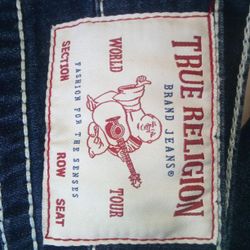 TRUE RELIGION
BRAND JEANS®
WORLD TOUR
FASHION FOR THE SENSES
SECTION ROW SEAT